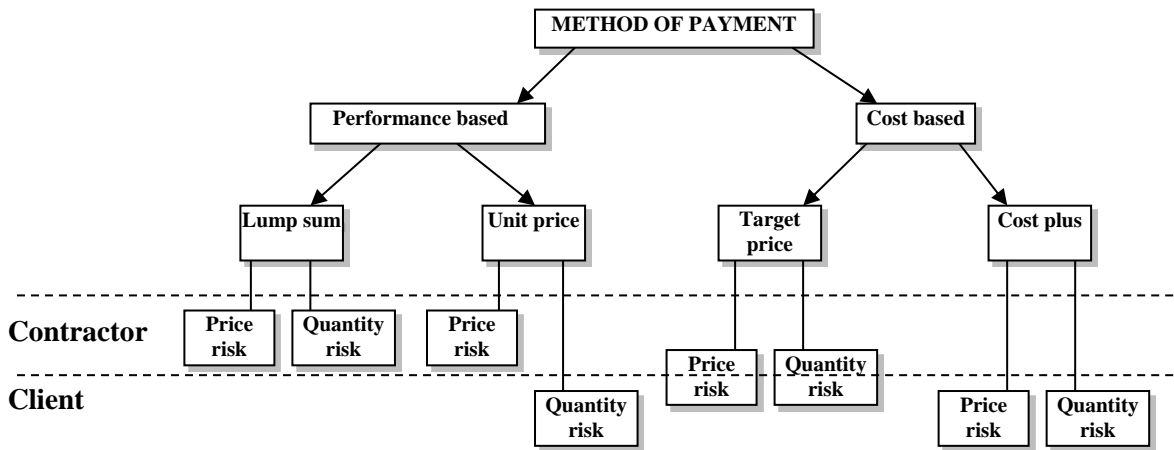 METHOD OF PAYMENT
Performance based
Cost based
Lump sum
Unit price
Target
price
Cost plus
Contractor
Price
risk
Quantity
risk
Price
risk
Price
risk
Quantity
risk
Client
Quantity
risk
Price
risk
Quantity
risk